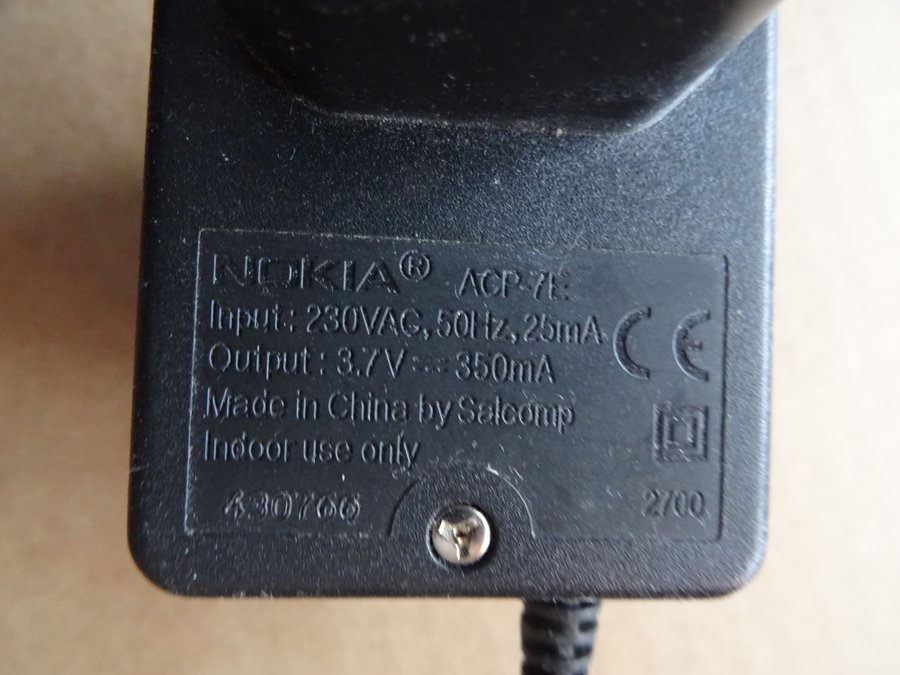 NOKIA® ACP-7E
Input: 230VAC, 50Hz, 25mA
Output: 3.7V ⎓ 350mA
CE
Made in China by Salcomp
Indoor use only
430766
2700